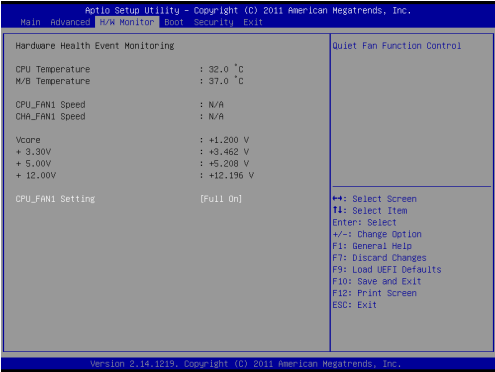 Aptio Setup Utility – Copyright (C) 2011 American Megatrends, Inc.
Main Advanced H/W Monitor Boot Security Exit
Hardware Health Event Monitoring
Quiet Fan Function Control
CPU Temperature : 32.0 °C
M/B Temperature : 37.0 °C
CPU_FAN1 Speed : N/A
CHA_FAN1 Speed : N/A
Vcore : +1.200 V
+ 3.30V : +3.462 V
+ 5.00V : +5.208 V
+ 12.00V : +12.196 V
CPU_FAN1 Setting [Full On]
↔: Select Screen
↑↓: Select Item
Enter: Select
+/-: Change Option
F1: General Help
F7: Discard Changes
F9: Load UEFI Defaults
F10: Save and Exit
F12: Print Screen
ESC: Exit
Version 2.14.1219. Copyright (C) 2011 American Megatrends, Inc.